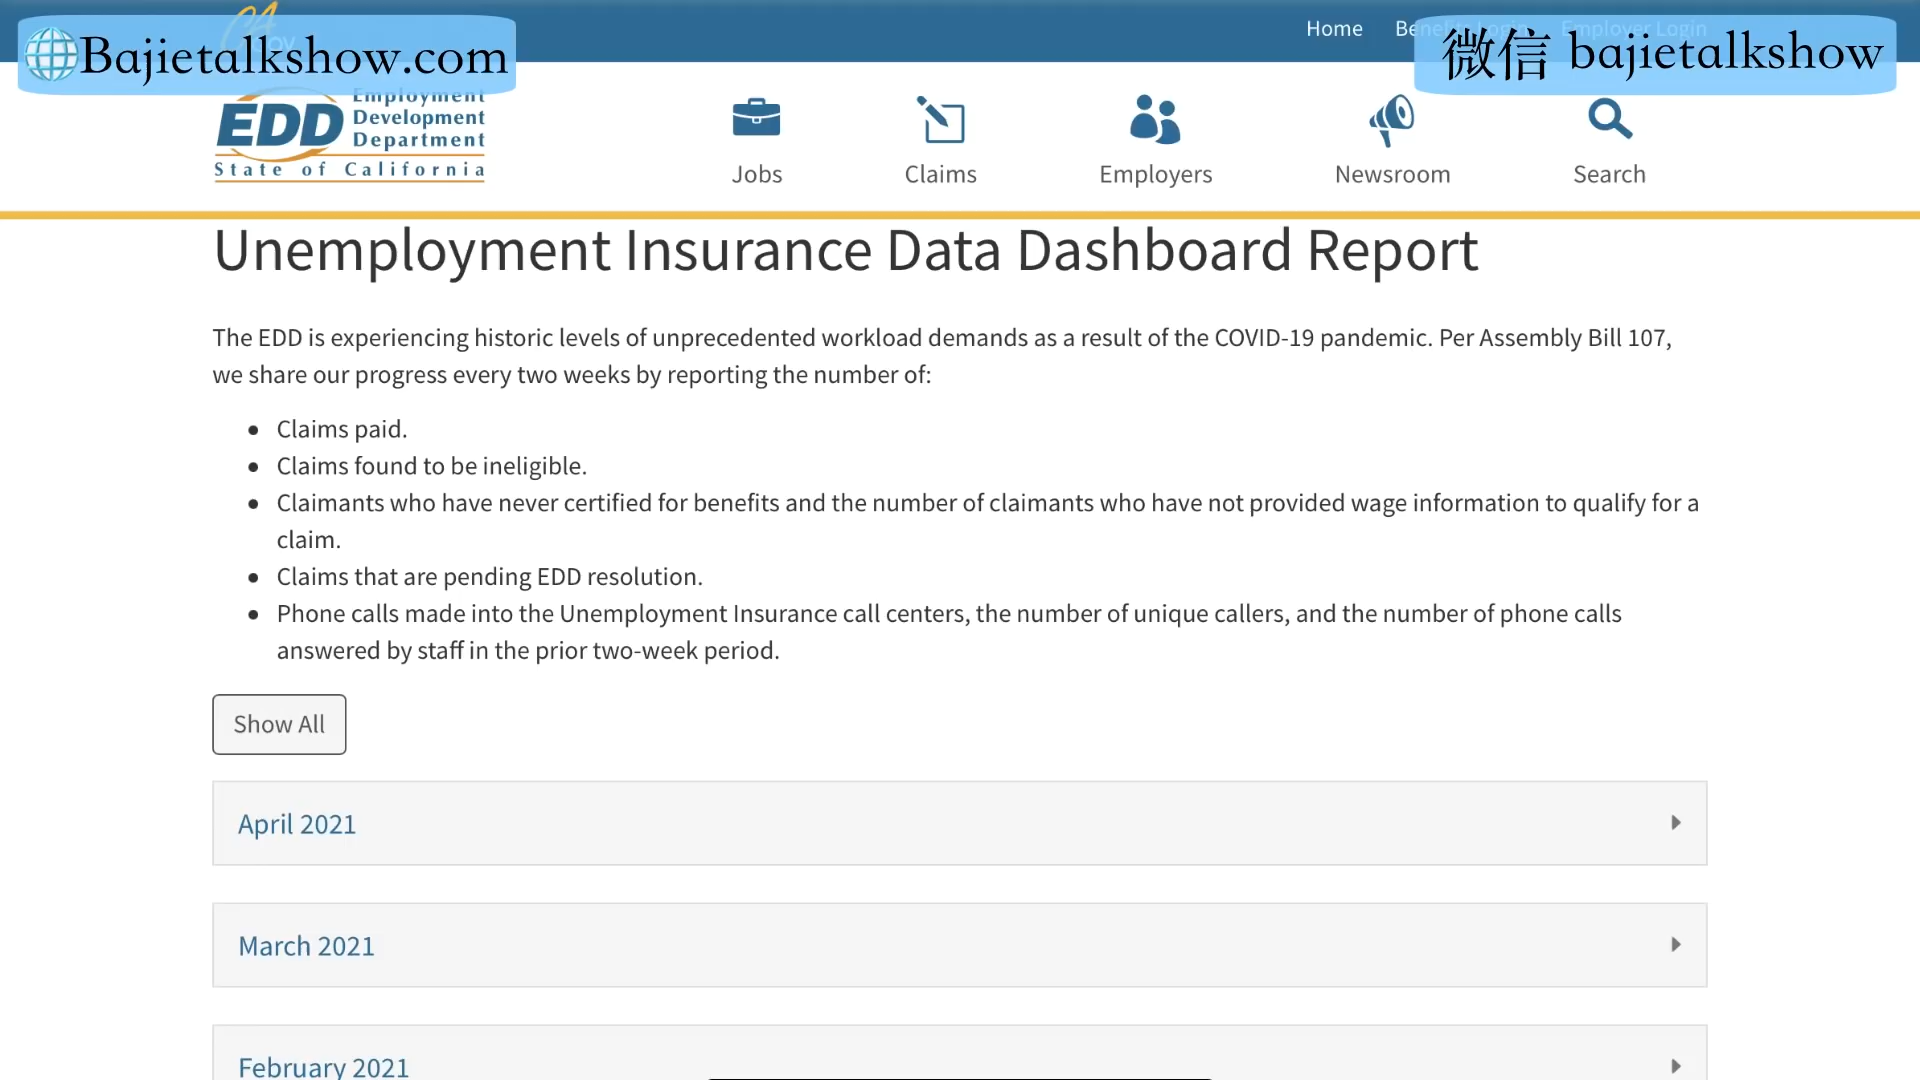 Home
Bajietalkshow.com
微信 bajietalkshow
Employment
EDD Development
Department
State of California
Jobs
Claims
Employers
Newsroom
Search
Unemployment Insurance Data Dashboard Report
The EDD is experiencing historic levels of unprecedented workload demands as a result of the COVID-19 pandemic. Per Assembly Bill 107,
we share our progress every two weeks by reporting the number of:
Claims paid.
Claims found to be ineligible.
Claimants who have never certified for benefits and the number of claimants who have not provided wage information to qualify for a
claim.
Claims that are pending EDD resolution.
Phone calls made into the Unemployment Insurance call centers, the number of unique callers, and the number of phone calls
answered by staff in the prior two-week period.
Show All
April 2021
March 2021
February 2021